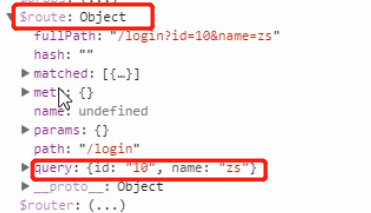 $route: Object
fullPath: "/login?id=10&name=zs"
hash: ""
matched: [{…}]
met : {}
name: undefined
params: {}
path: "/login"
query: {id: "10", name: "zs"}
__proto__: Object
$router: (...)